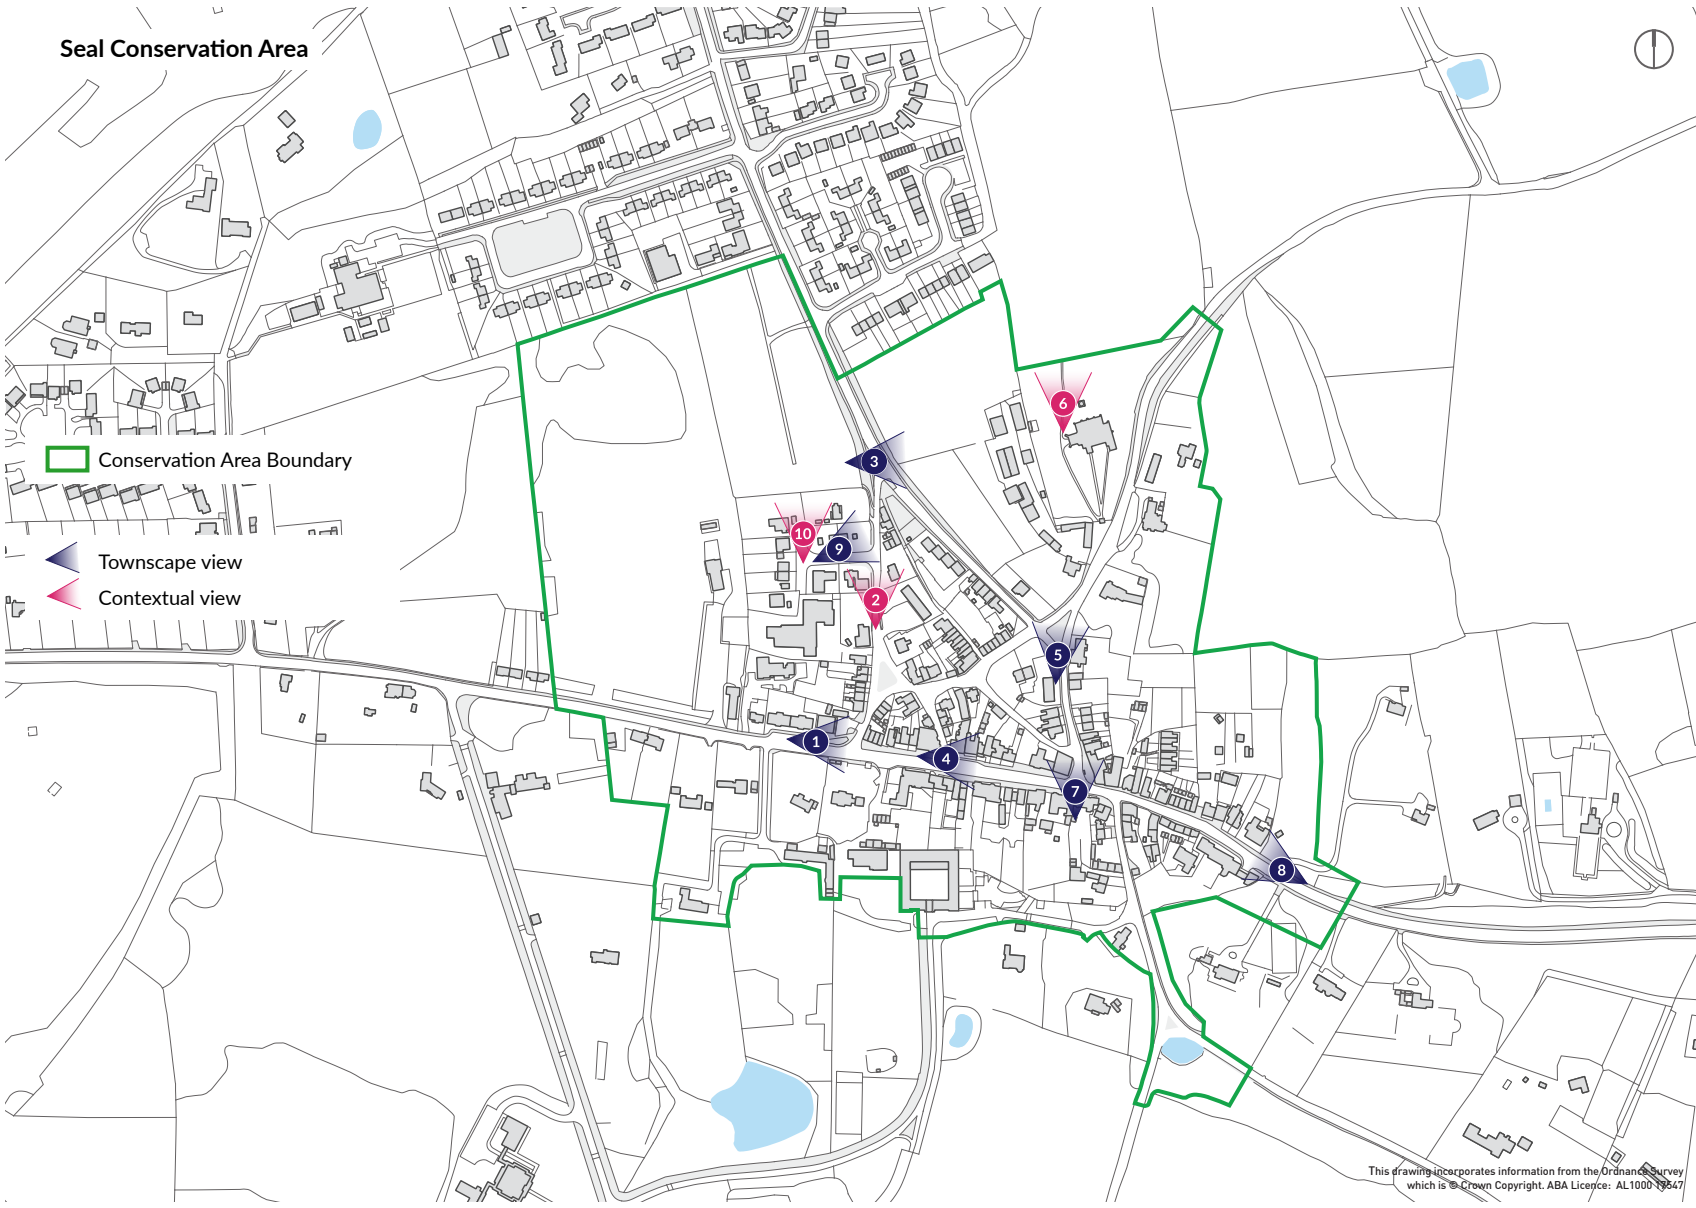 Seal Conservation Area
Conservation Area Boundary
Townscape view
Contextual view
6
3
10
9
2
5
1
4
7
8
This drawing incorporates information from the Ordnance Survey
which is © Crown Copyright. ABA Licence: AL1000 17547